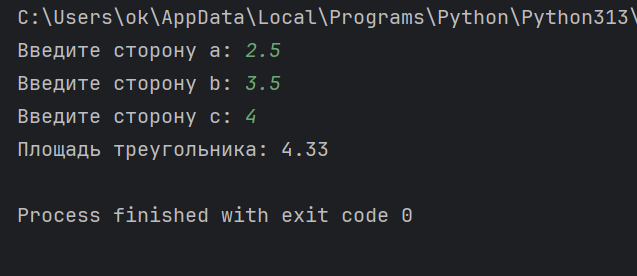 C:\Users\ok\AppData\Local\Programs\Python\Python313\
Введите сторону a: 2.5
Введите сторону b: 3.5
Введите сторону c: 4
Площадь треугольника: 4.33
Process finished with exit code 0